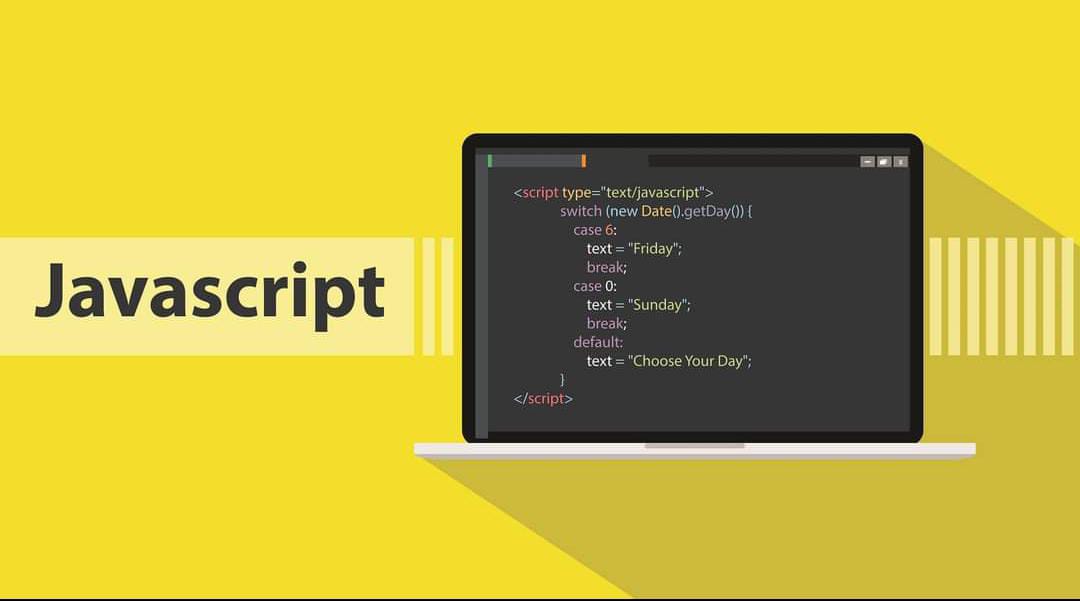 Javascript
<script type="text/javascript">
switch (new Date().getDay()) {
case 6:
text = "Friday";
break;
case 0:
text = "Sunday";
break;
default:
text = "Choose Your Day";
}
</script>